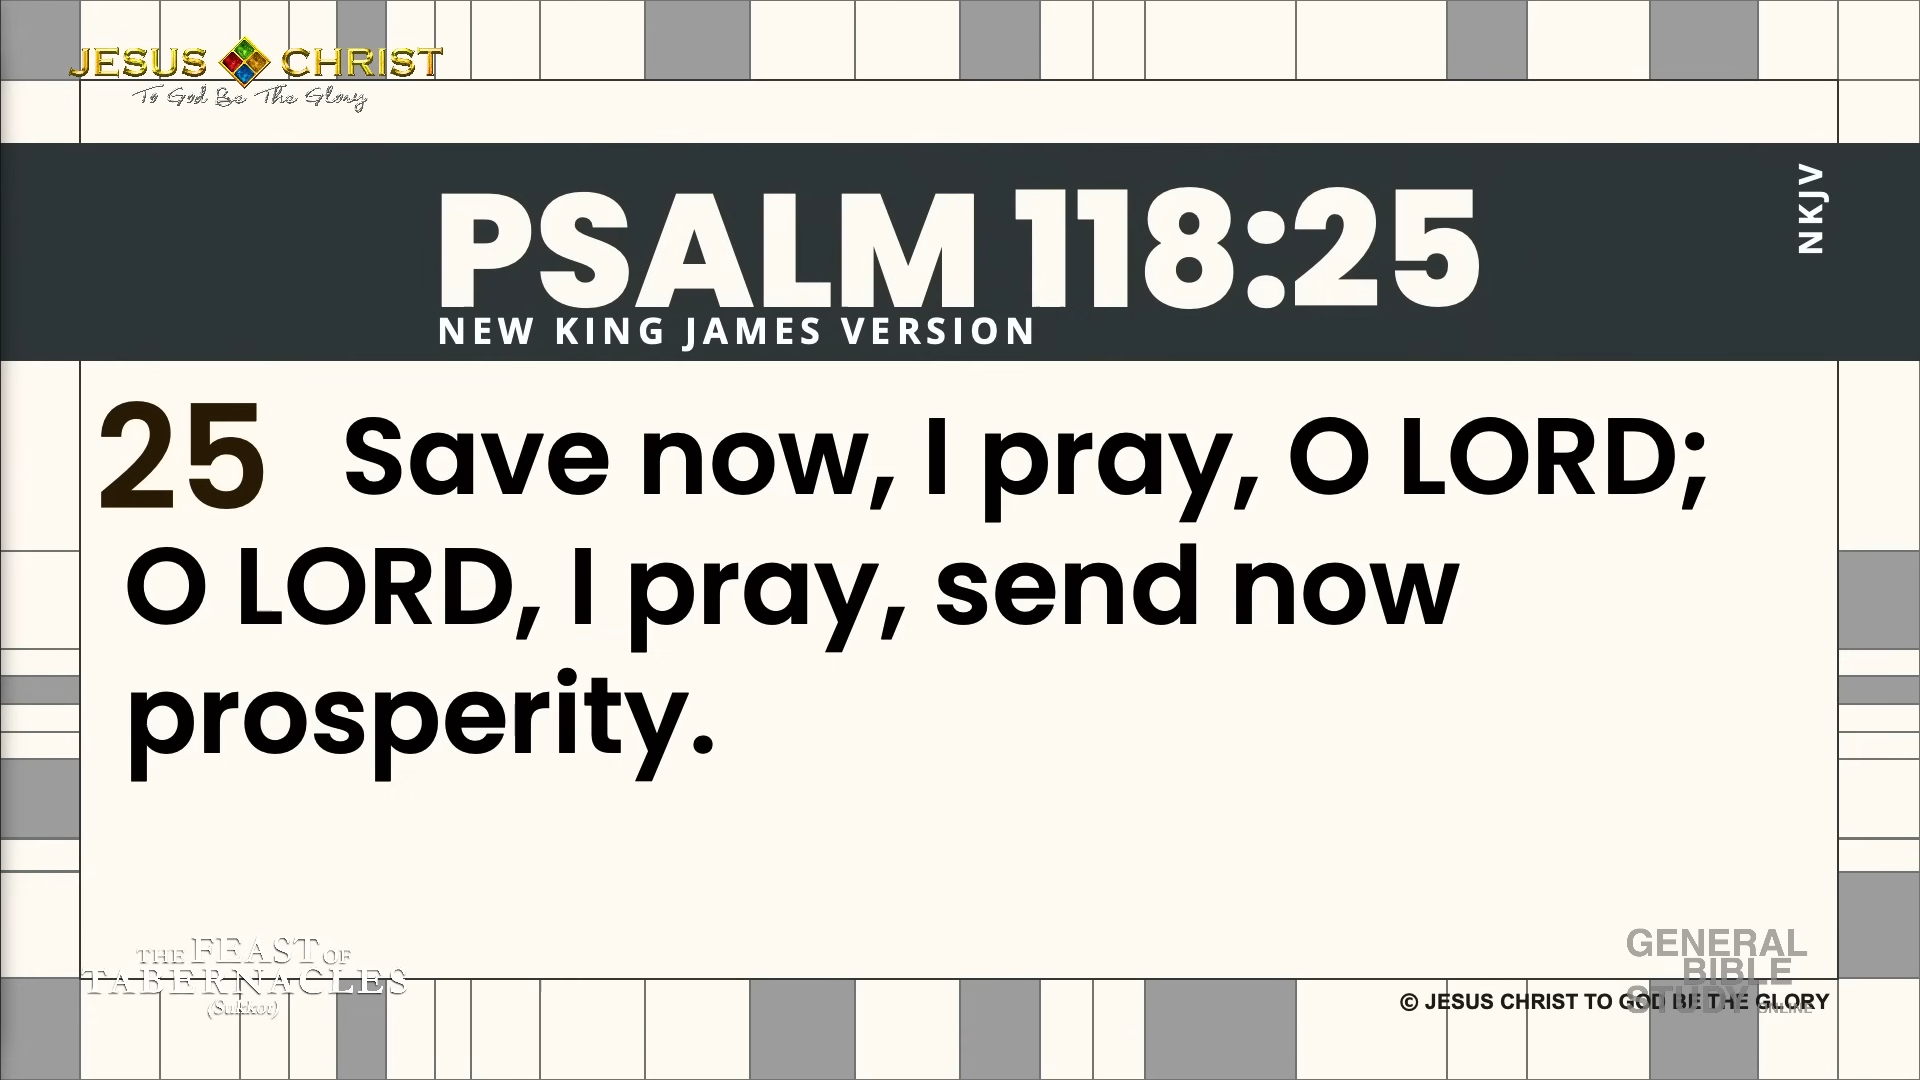 JESUS CHRIST
To God Be The Glory
PSALM 118:25
NEW KING JAMES VERSION
NKJV
25 Save now, I pray, O LORD;
O LORD, I pray, send now
prosperity.
THE FEAST OF
TABERNACLES
(Sukkot)
GENERAL
BIBLE
STUDY ONLINE
© JESUS CHRIST TO GOD BE THE GLORY